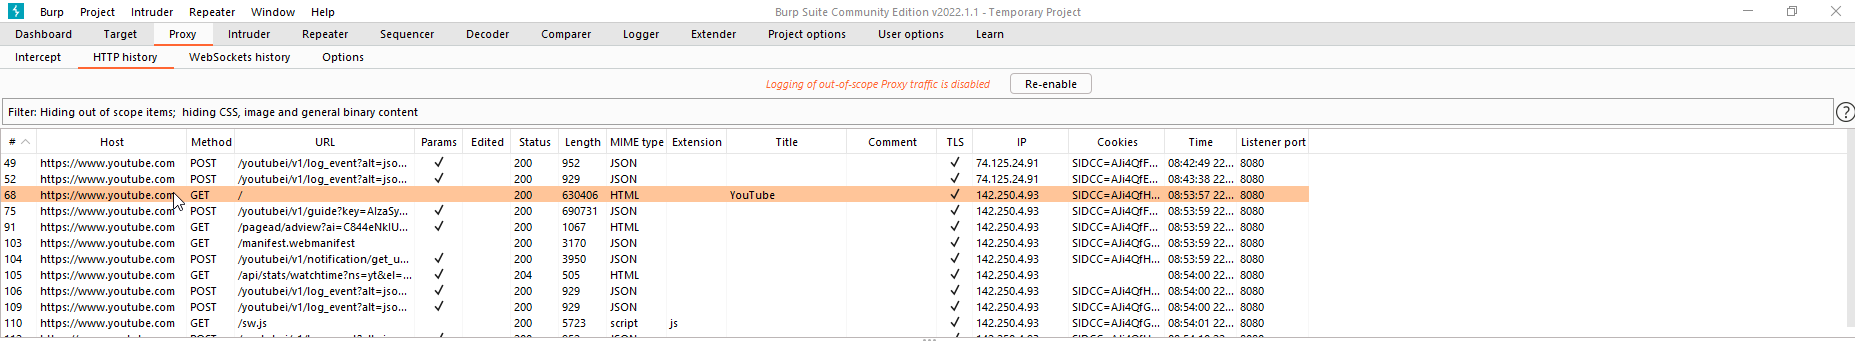 Burp Project Intruder Repeater Window Help Burp Suite Community Edition v2022.1.1 - Temporary Project
Dashboard Target Proxy Intruder Repeater Sequencer Decoder Comparer Logger Extender Project options User options Learn
Intercept HTTP history WebSockets history Options
Logging of out-of-scope Proxy traffic is disabled Re-enable
Filter: Hiding out of scope items; hiding CSS, image and general binary content ?
# Host Method URL Params Edited Status Length MIME type Extension Title Comment TLS IP Cookies Time Listener port
49 https://www.youtube.com POST /youtubei/v1/log_event?alt=jso... ✓ 200 952 JSON ✓ 74.125.24.91 SIDCC=AJi4QfF... 08:42:49 22... 8080
52 https://www.youtube.com POST /youtubei/v1/log_event?alt=jso... ✓ 200 929 JSON ✓ 74.125.24.91 SIDCC=AJi4QfE... 08:43:38 22... 8080
68 https://www.youtube.com GET / 200 630406 HTML YouTube ✓ 142.250.4.93 SIDCC=AJi4QfH... 08:53:57 22... 8080
75 https://www.youtube.com POST /youtubei/v1/guide?key=AIzaSy... ✓ 200 690731 JSON ✓ 142.250.4.93 SIDCC=AJi4QfF... 08:53:59 22... 8080
91 https://www.youtube.com GET /pagead/adview?ai=C844eNkIU... ✓ 200 1067 HTML ✓ 142.250.4.93 SIDCC=AJi4QfF... 08:53:59 22... 8080
103 https://www.youtube.com GET /manifest.webmanifest 200 3170 JSON ✓ 142.250.4.93 SIDCC=AJi4QfG... 08:53:59 22... 8080
104 https://www.youtube.com POST /youtubei/v1/notification/get_u... ✓ 200 3950 JSON ✓ 142.250.4.93 SIDCC=AJi4QfH... 08:53:59 22... 8080
105 https://www.youtube.com GET /api/stats/watchtime?ns=yt&el=... ✓ 204 505 HTML ✓ 142.250.4.93 08:54:00 22... 8080
106 https://www.youtube.com POST /youtubei/v1/log_event?alt=jso... ✓ 200 929 JSON ✓ 142.250.4.93 SIDCC=AJi4QfH... 08:54:00 22... 8080
109 https://www.youtube.com POST /youtubei/v1/log_event?alt=jso... ✓ 200 929 JSON ✓ 142.250.4.93 SIDCC=AJi4QfG... 08:54:00 22... 8080
110 https://www.youtube.com GET /sw.js 200 5723 script js ✓ 142.250.4.93 SIDCC=AJi4QfG... 08:54:01 22... 8080